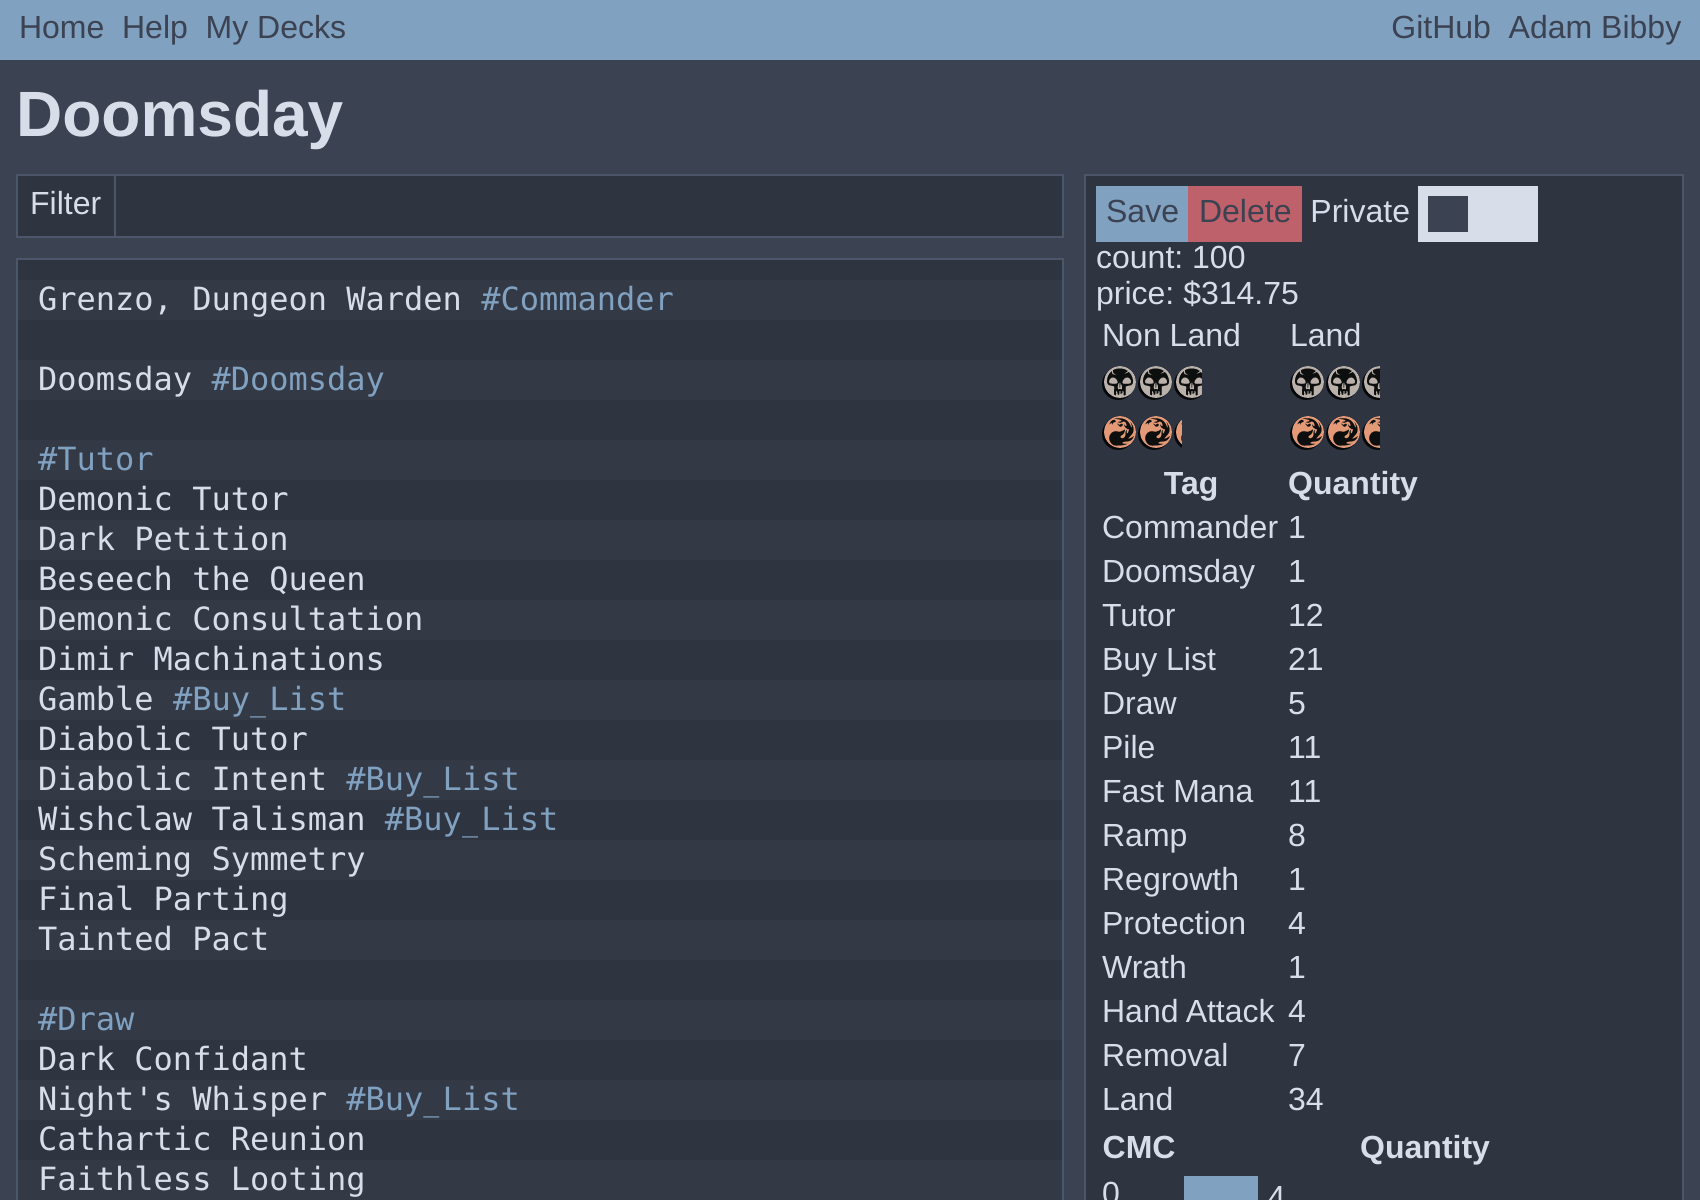 Home Help My Decks GitHub Adam Bibby
Doomsday
Filter
Grenzo, Dungeon Warden #Commander
Doomsday #Doomsday
#Tutor
Demonic Tutor
Dark Petition
Beseech the Queen
Demonic Consultation
Dimir Machinations
Gamble #Buy_List
Diabolic Tutor
Diabolic Intent #Buy_List
Wishclaw Talisman #Buy_List
Scheming Symmetry
Final Parting
Tainted Pact
#Draw
Dark Confidant
Night's Whisper #Buy_List
Cathartic Reunion
Faithless Looting
Save Delete Private
count: 100
price: $314.75
Non Land Land
Tag Quantity
Commander 1
Doomsday 1
Tutor 12
Buy List 21
Draw 5
Pile 11
Fast Mana 11
Ramp 8
Regrowth 1
Protection 4
Wrath 1
Hand Attack 4
Removal 7
Land 34
CMC Quantity
0 4